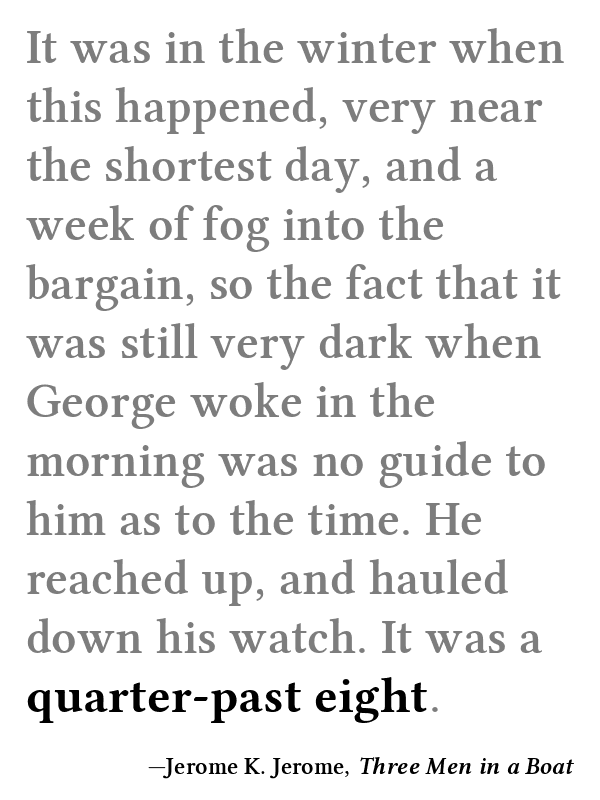 It was in the winter when
this happened, very near
the shortest day, and a
week of fog into the
bargain, so the fact that it
was still very dark when
George woke in the
morning was no guide to
him as to the time. He
reached up, and hauled
down his watch. It was a
quarter-past eight.
—Jerome K. Jerome, Three Men in a Boat